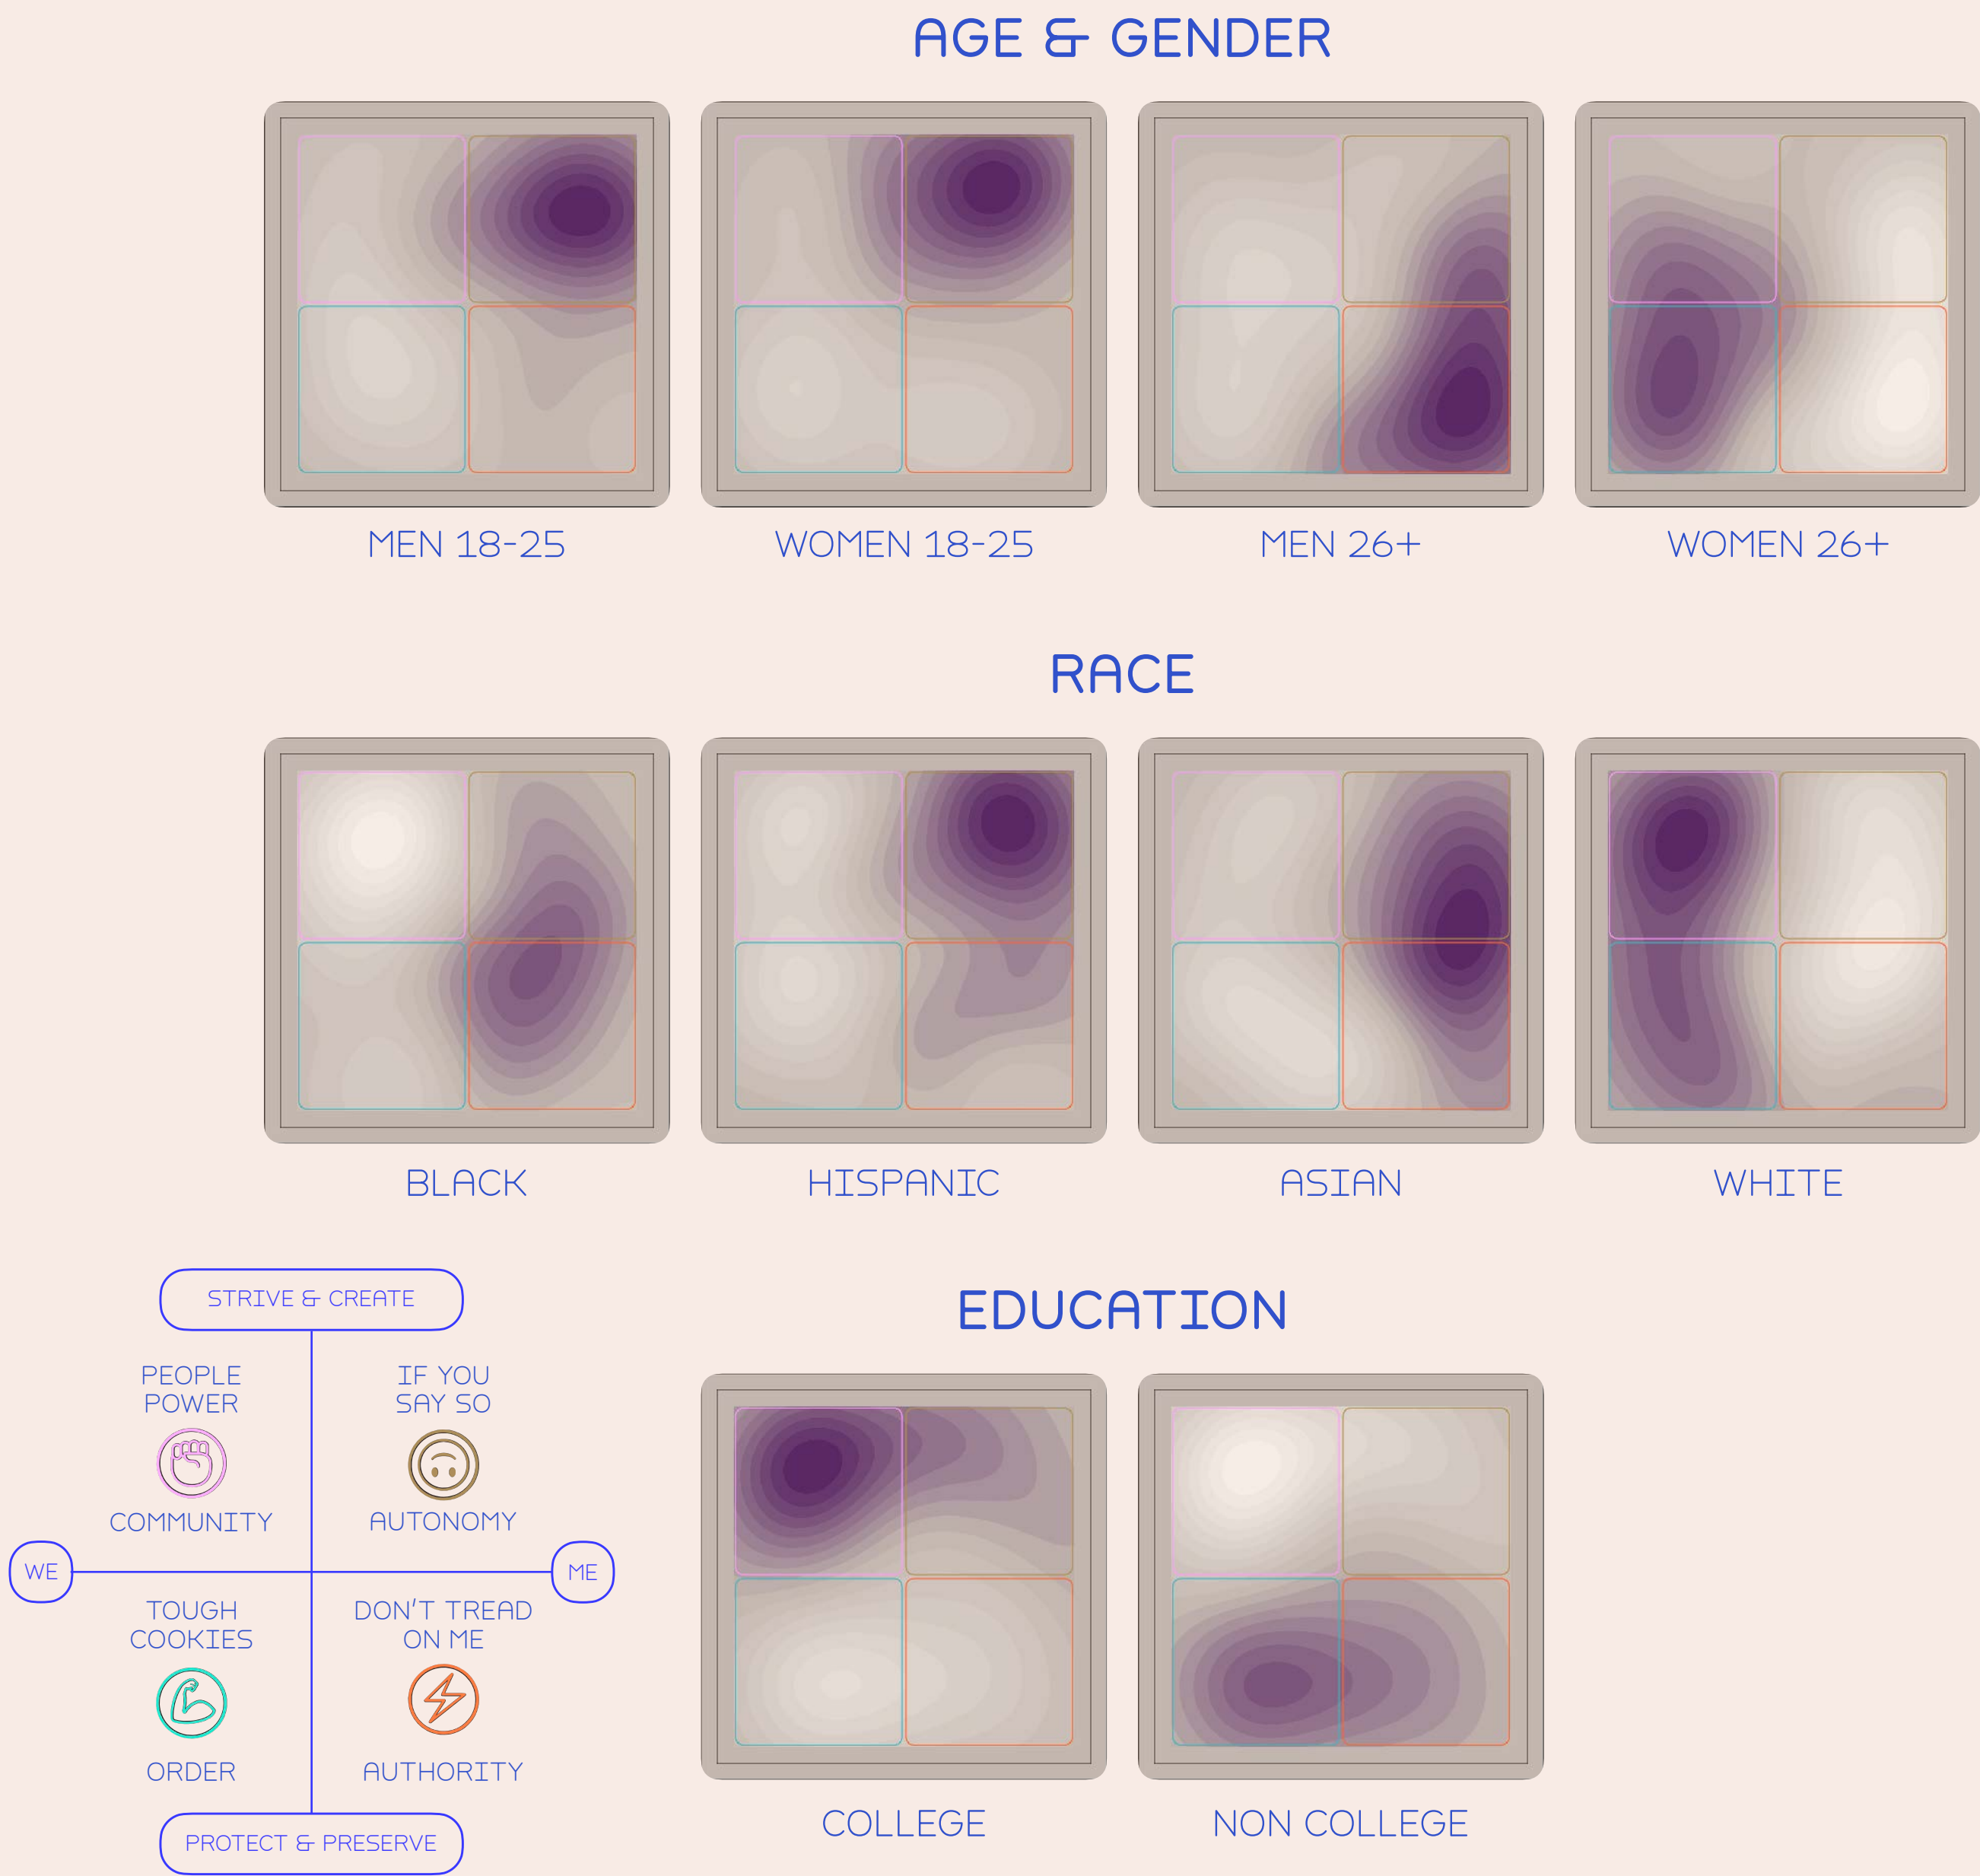 AGE & GENDER
MEN 18-25
WOMEN 18-25
MEN 26+
WOMEN 26+
RACE
BLACK
HISPANIC
ASIAN
WHITE
STRIVE & CREATE
PEOPLE
POWER
COMMUNITY
IF YOU
SAY SO
AUTONOMY
WE
ME
TOUGH
COOKIES
ORDER
DON'T TREAD
ON ME
AUTHORITY
PROTECT & PRESERVE
EDUCATION
COLLEGE
NON COLLEGE